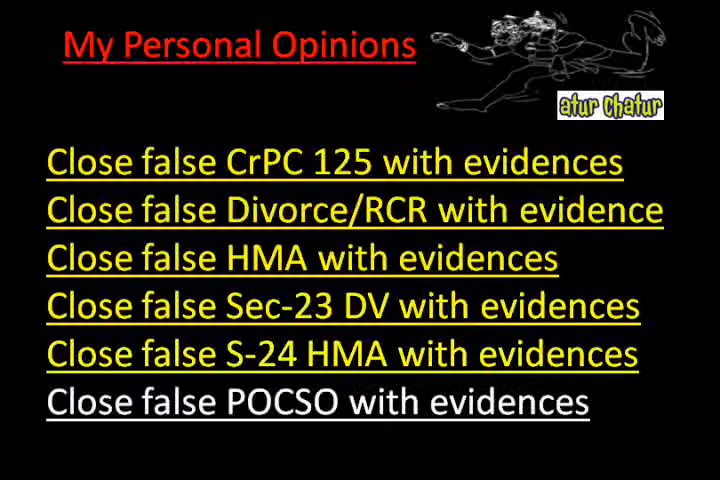 My Personal Opinions
atur Chatur
Close false CrPC 125 with evidences
Close false Divorce/RCR with evidence
Close false HMA with evidences
Close false Sec-23 DV with evidences
Close false S-24 HMA with evidences
Close false POCSO with evidences